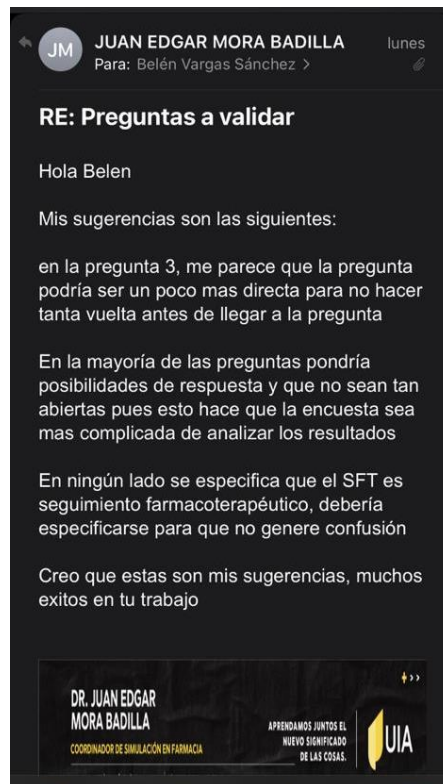 JM
JUAN EDGAR MORA BADILLA
lunes
Para: Belén Vargas Sánchez >
RE: Preguntas a validar
Hola Belen
Mis sugerencias son las siguientes:
en la pregunta 3, me parece que la pregunta
podría ser un poco mas directa para no hacer
tanta vuelta antes de llegar a la pregunta
En la mayoría de las preguntas pondría
posibilidades de respuesta y que no sean tan
abiertas pues esto hace que la encuesta sea
mas complicada de analizar los resultados
En ningún lado se especifica que el SFT es
seguimiento farmacoterapéutico, debería
especificarse para que no genere confusión
Creo que estas son mis sugerencias, muchos
exitos en tu trabajo
DR. JUAN EDGAR
MORA BADILLA
COORDINADOR DE SIMULACIÓN EN FARMACIA
APRENDAMOS JUNTOS EL
NUEVO SIGNIFICADO
DE LAS COSAS.
UIA